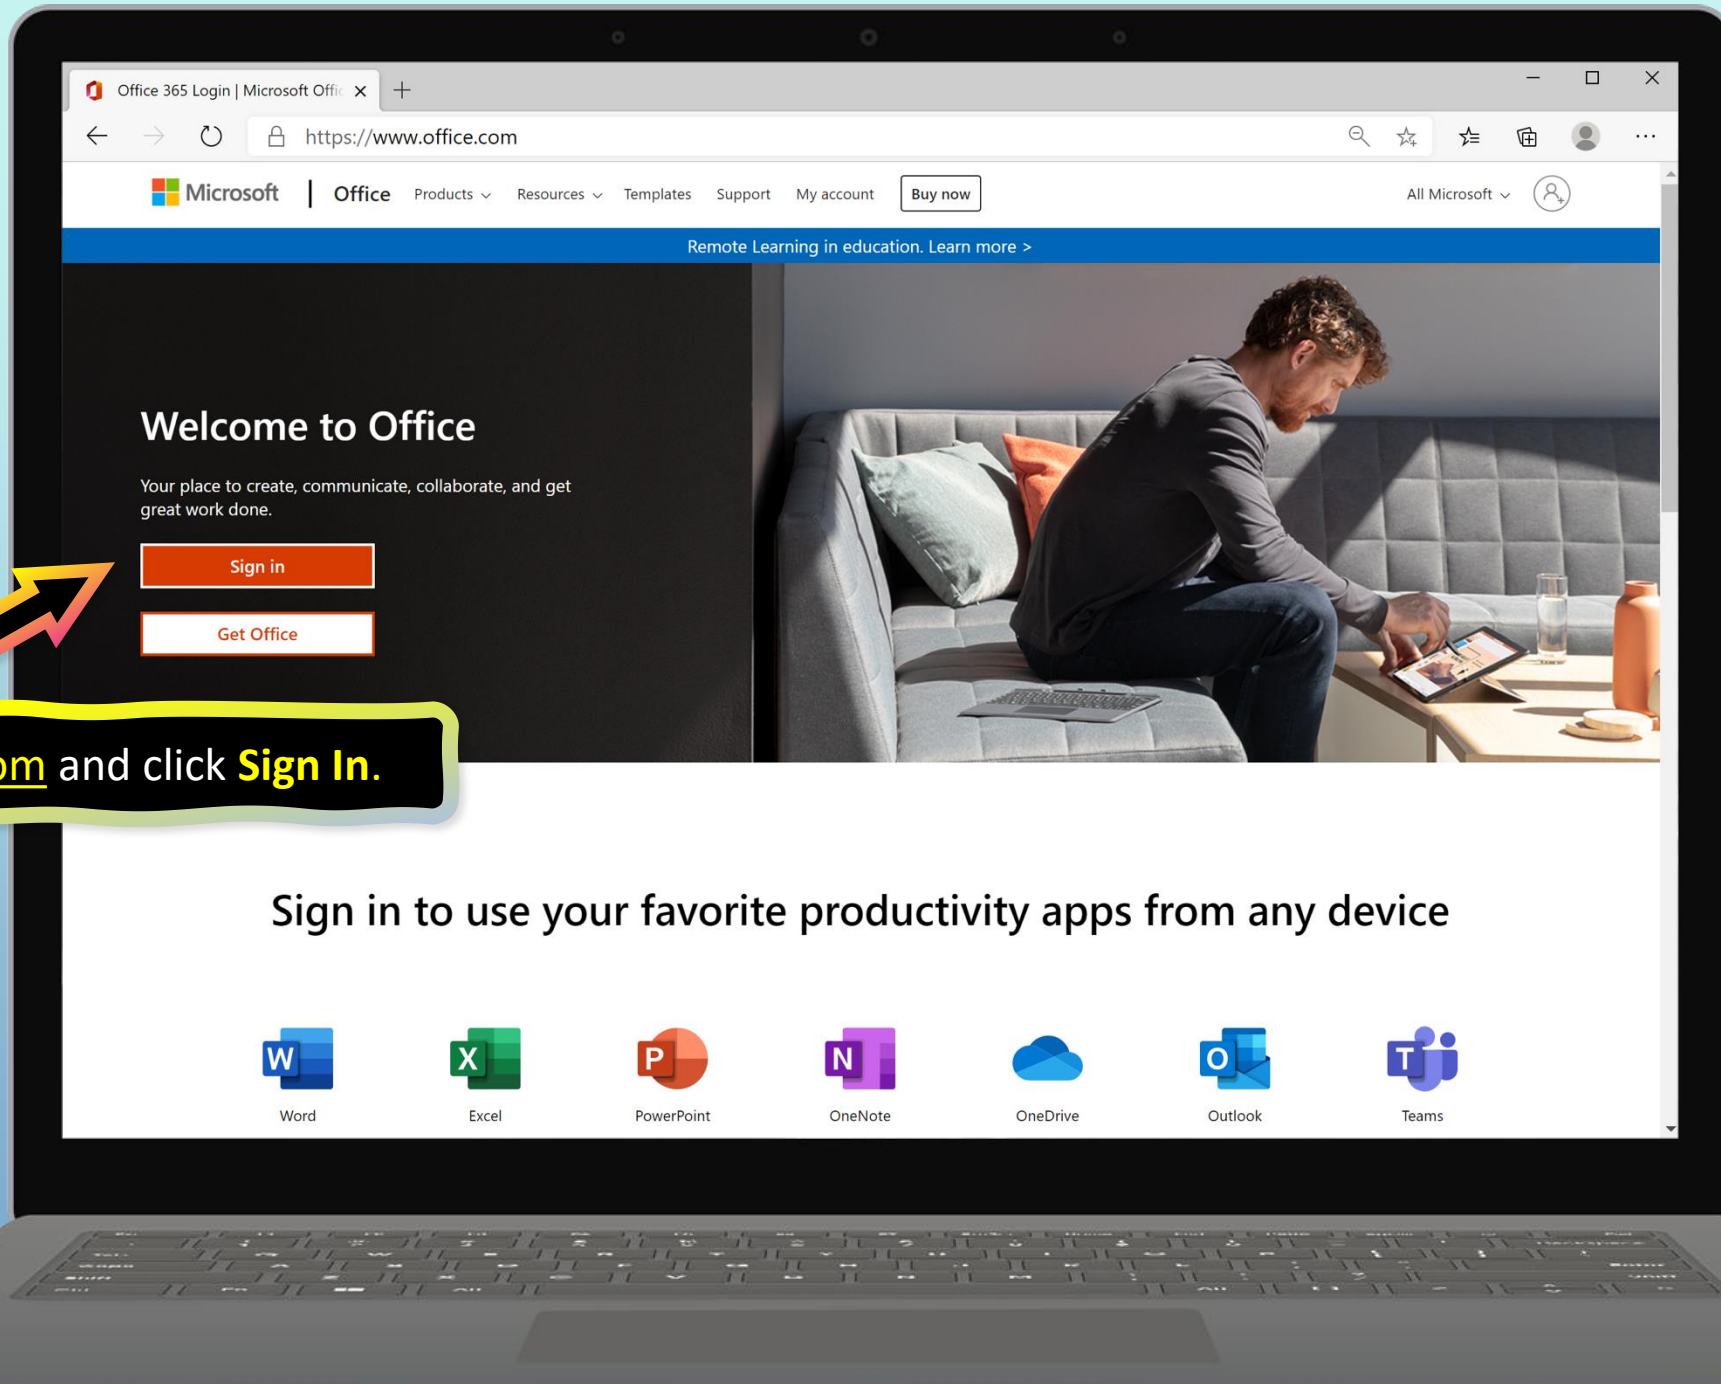 Office 365 Login | Microsoft Offic
https://www.office.com
Microsoft | Office Products Resources Templates Support My account Buy now All Microsoft
Remote Learning in education. Learn more >
Welcome to Office
Your place to create, communicate, collaborate, and get
great work done.
Sign in
Get Office
om and click Sign In.
Sign in to use your favorite productivity apps from any device
W X P N O T
Word Excel PowerPoint OneNote OneDrive Outlook Teams